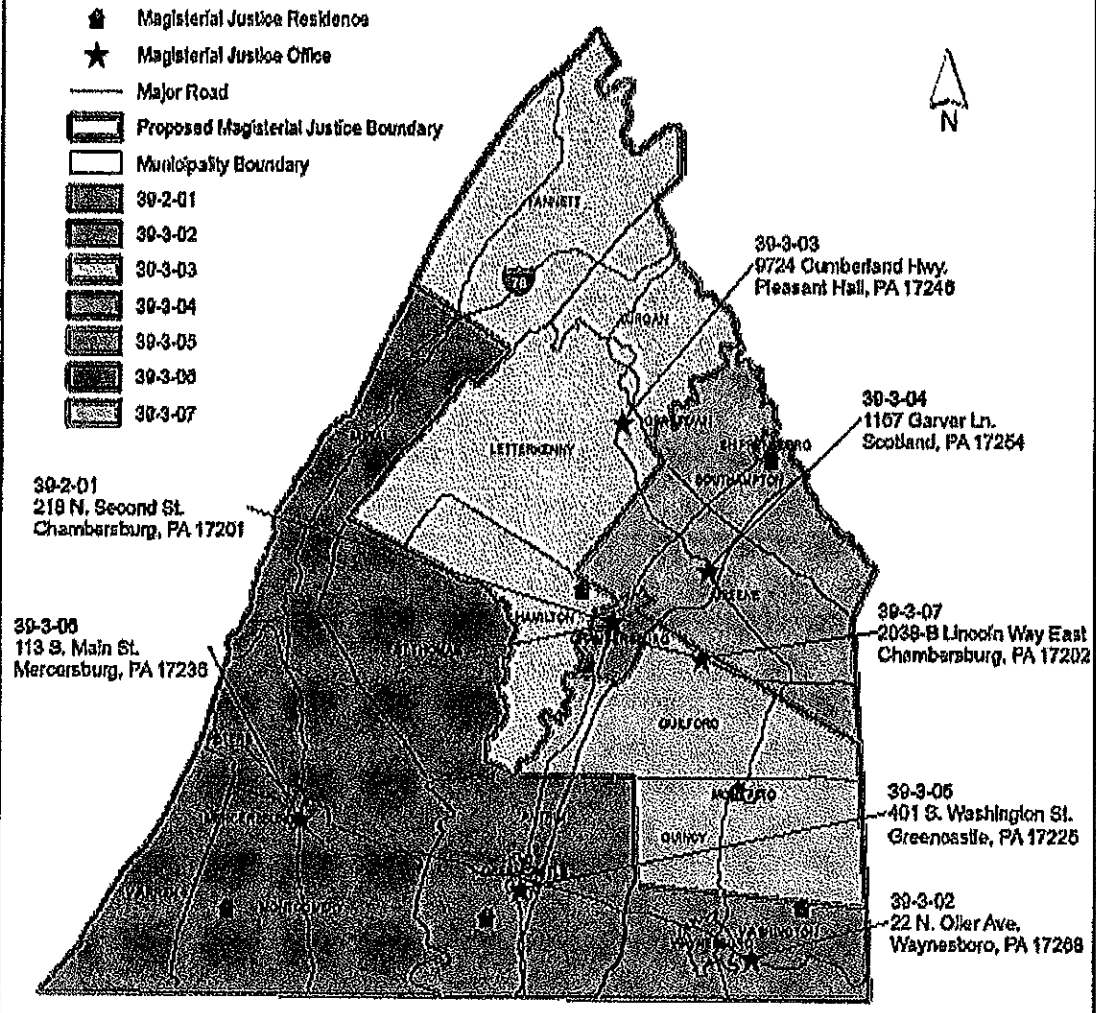 Magisterial Justice Residence
Magisterial Justice Office
Major Road
Proposed Magisterial Justice Boundary
Municipality Boundary
39-2-01
39-3-02
39-3-03
39-3-04
39-3-05
39-3-06
39-3-07
N
FANNETT
39-3-03
9724 Cumberland Hwy.
Pleasant Hall, PA 17246
LURGAN
39-3-04
1157 Garver Ln.
Scotland, PA 17254
LETTERKENNY
SOUTHAMPTON
METAL
39-2-01
218 N. Second St.
Chambersburg, PA 17201
GREENE
HAMILTON
39-3-07
2038-B Lincoln Way East
Chambersburg, PA 17202
39-3-06
113 S. Main St.
Mercersburg, PA 17236
GUILFORD
39-3-05
401 S. Washington St.
Greencastle, PA 17225
QUINCY
39-3-02
22 N. Oller Ave,
Waynesboro, PA 17268
MONTGOMERY
WASHINGTON
WAYNESBORO